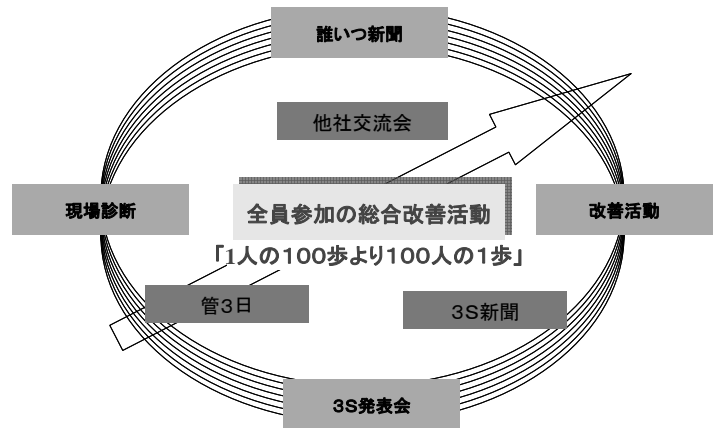 誰いつ新聞
他社交流会
現場診断
全員参加の総合改善活動
改善活動
「1人の100歩より100人の1歩」
管3日
3S新聞
3S発表会